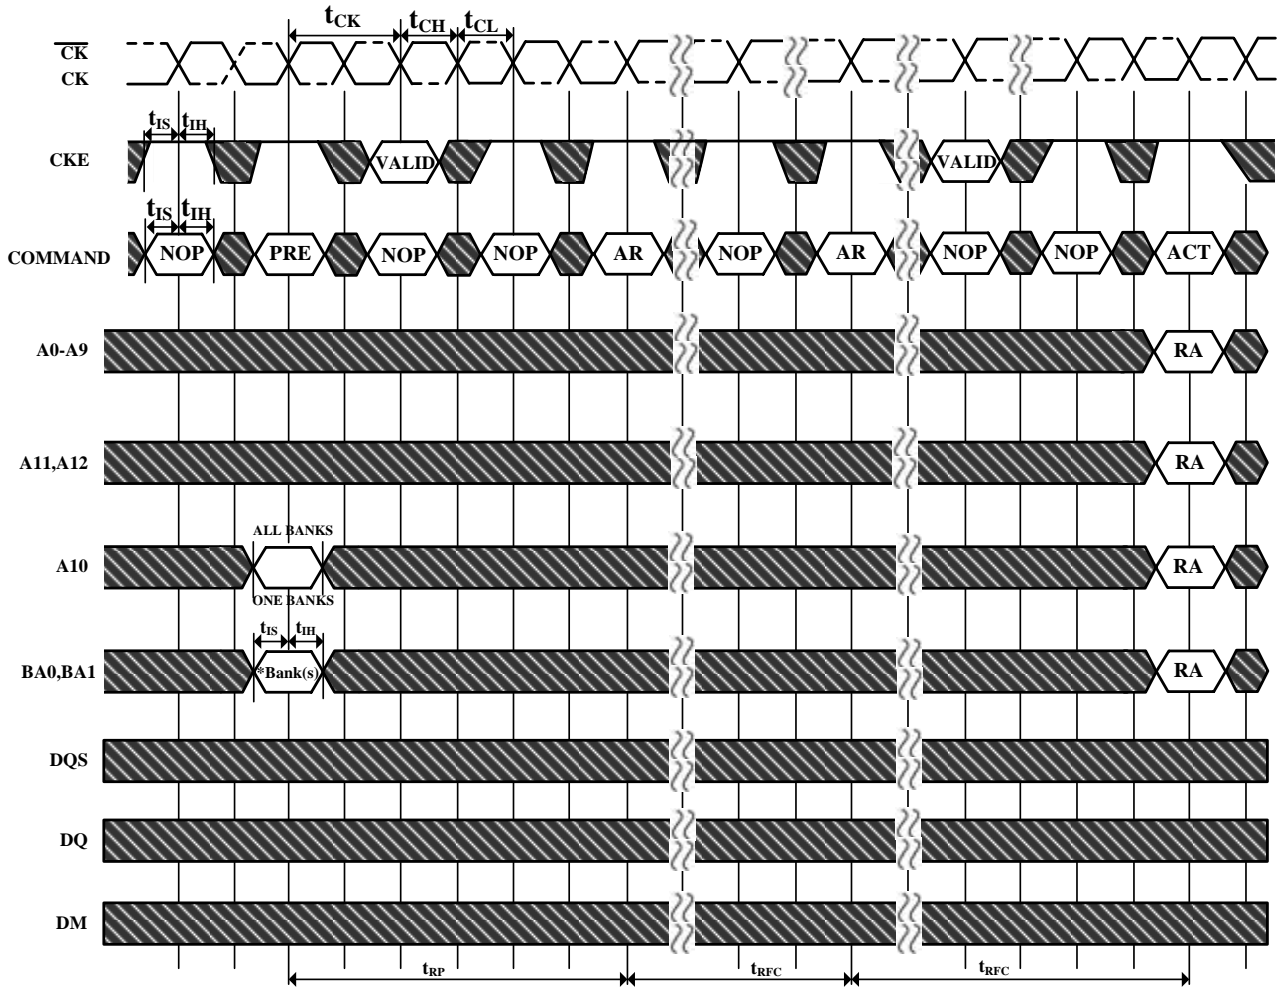 tCK tCH tCL
CK
CK
tIS tIH
CKE VALID VALID
tIS tIH
COMMAND NOP PRE NOP NOP AR NOP AR NOP NOP ACT
A0-A9 RA
A11,A12 RA
ALL BANKS
A10 RA
ONE BANKS
tIS tIH
BA0,BA1 *Bank(s) RA
DQS
DQ
DM
tRP tRFC tRFC